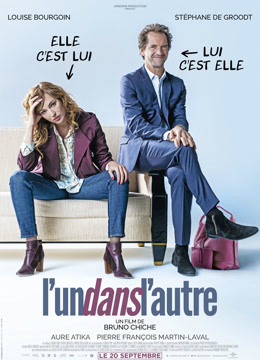 LOUISE BOURGOIN
STÉPHANE DE GROODT
ELLE
C'EST LUI
LUI
C'EST ELLE
l'undansl'autre
UN FILM DE
BRUNO CHICHE
AURE ATIKA PIERRE FRANÇOIS MARTIN-LAVAL
LE 20 SEPTEMBRE